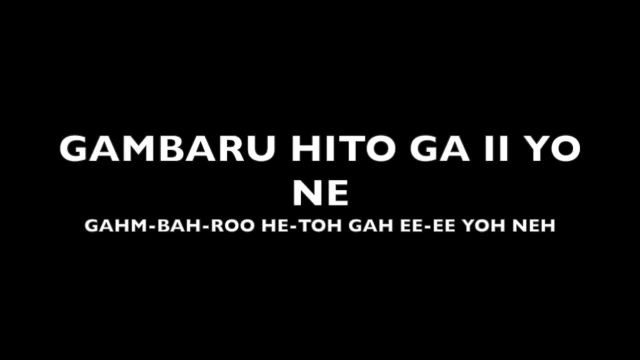 GAMBARU HITO GA II YO
NE
GAHM-BAH-ROO HE-TOH GAH EE-EE YOH NEH